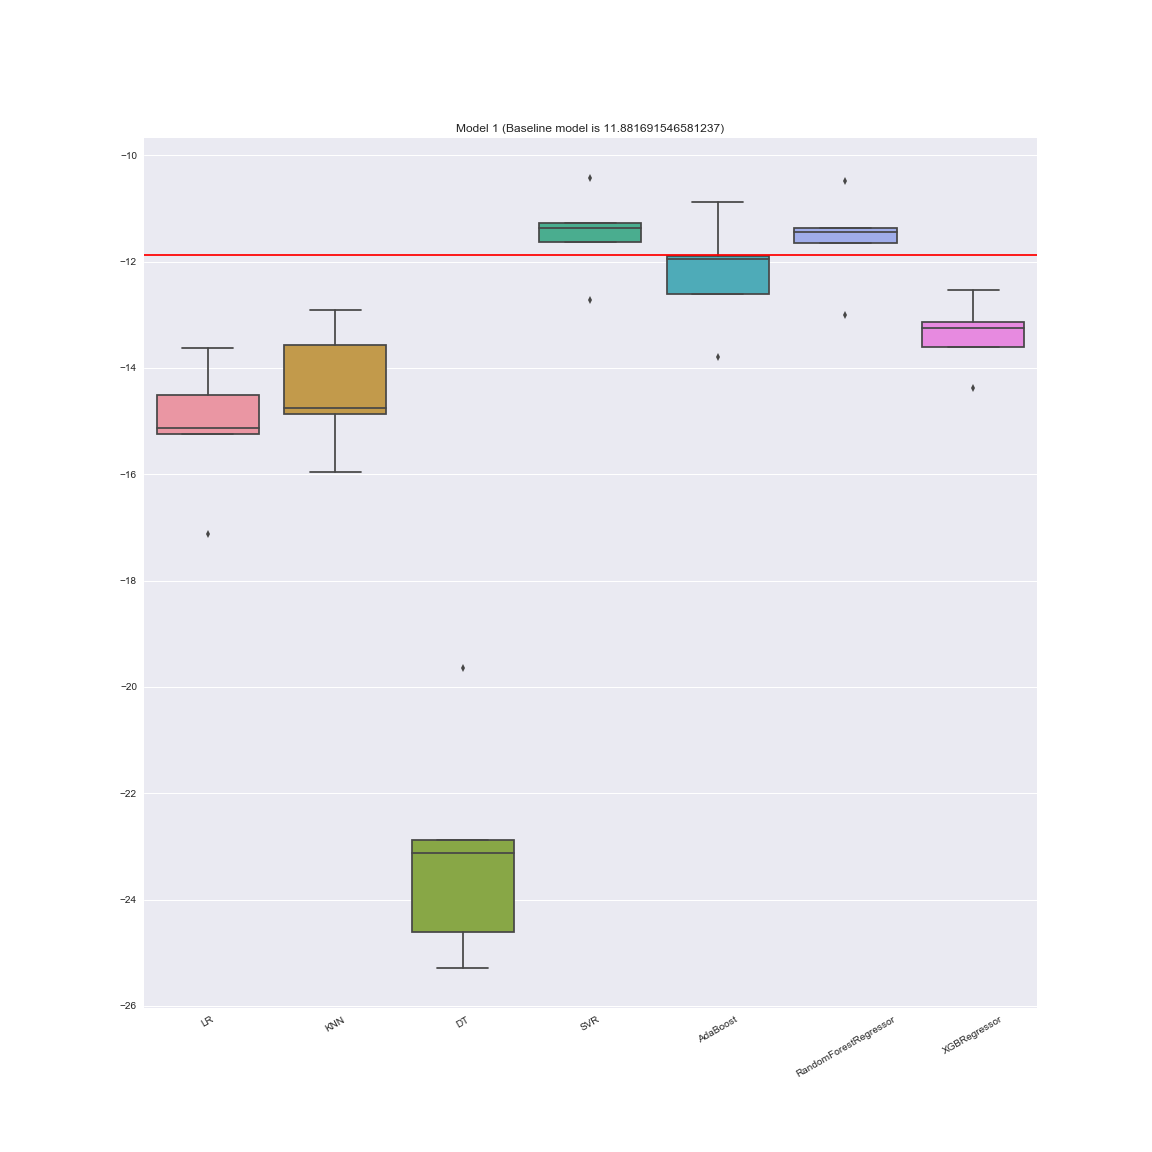 Model 1 (Baseline model is 11.881691546581237)
−10
−12
−14
−16
−18
−20
−22
−24
−26
LR
KNN
DT
SVR
AdaBoost
RandomForestRegressor
XGBRegressor